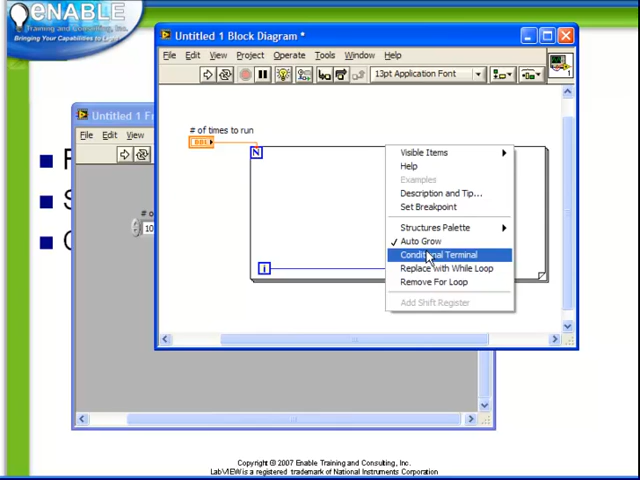 eNABLE
Training and Consulting, Inc.
Bringing Your Capabilities to Light
Untitled 1 Block Diagram *
File Edit View Project Operate Tools Window Help
13pt Application Font
1
Untitled 1 Fr
File Edit View
# o
10
# of times to run
DBL
N
i
Visible Items
Help
Examples
Description and Tip...
Set Breakpoint
Structures Palette
Auto Grow
Conditional Terminal
Replace with While Loop
Remove For Loop
Add Shift Register
Copyright © 2007 Enable Training and Consulting, Inc.
LabVIEW is a registered trademark of National Instruments Corporation